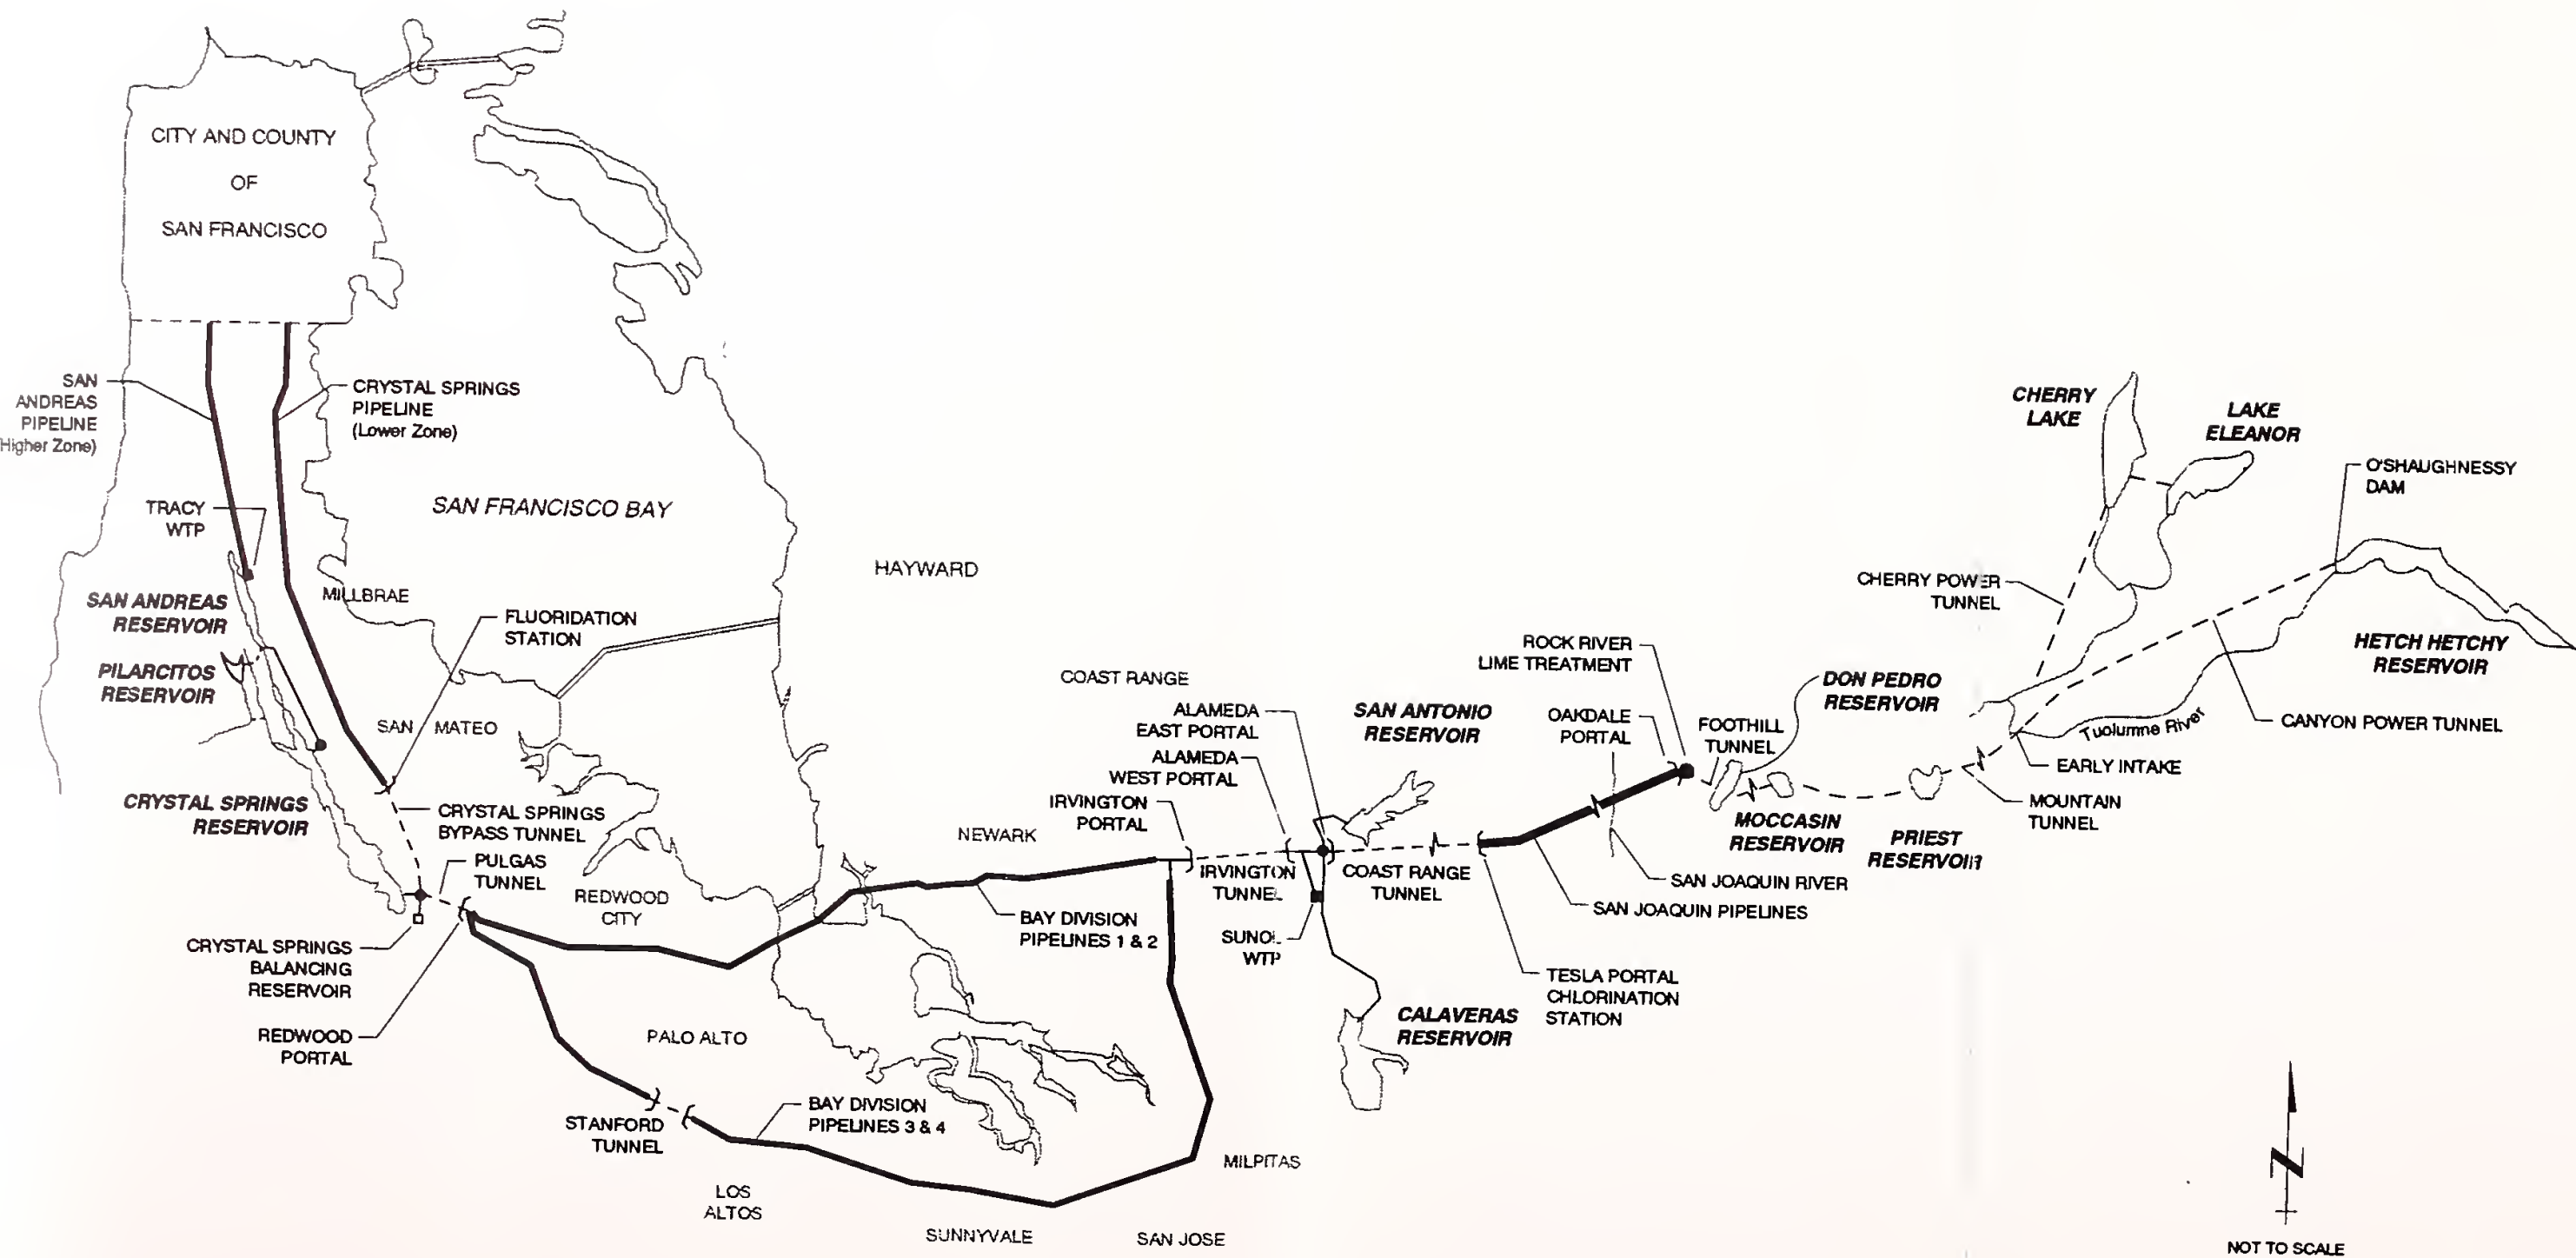 CITY AND COUNTY
OF
SAN FRANCISCO
SAN
ANDREAS
PIPELINE
Higher Zone)
CRYSTAL SPRINGS
PIPELINE
(Lower Zone)
TRACY
WTP
SAN FRANCISCO BAY
HAYWARD
SAN ANDREAS
RESERVOIR
MILLBRAE
FLUORIDATION
STATION
PILARCITOS
RESERVOIR
SAN MATEO
CRYSTAL SPRINGS
RESERVOIR
CRYSTAL SPRINGS
BYPASS TUNNEL
PULGAS
TUNNEL
REDWOOD
CITY
CRYSTAL SPRINGS
BALANCING
RESERVOIR
REDWOOD
PORTAL
PALO ALTO
STANFORD
TUNNEL
BAY DIVISION
PIPELINES 3 & 4
LOS
ALTOS
SUNNYVALE
SAN JOSE
MILPITAS
NEWARK
BAY DIVISION
PIPELINES 1 & 2
COAST RANGE
ALAMEDA
EAST PORTAL
ALAMEDA
WEST PORTAL
IRVINGTON
PORTAL
IRVINGTON
TUNNEL
SUNOL
WTP
SAN ANTONIO
RESERVOIR
COAST RANGE
TUNNEL
CALAVERAS
RESERVOIR
ROCK RIVER
LIME TREATMENT
OAKDALE
PORTAL
FOOTHILL
TUNNEL
DON PEDRO
RESERVOIR
SAN JOAQUIN RIVER
SAN JOAQUIN PIPELINES
TESLA PORTAL
CHLORINATION
STATION
MOCCASIN
RESERVOIR
PRIEST
RESERVOIR
CHERRY
LAKE
LAKE
ELEANOR
O'SHAUGHNESSY
DAM
CHERRY POWER
TUNNEL
HETCH HETCHY
RESERVOIR
CANYON POWER TUNNEL
Tuolumne River
EARLY INTAKE
MOUNTAIN
TUNNEL
N
NOT TO SCALE